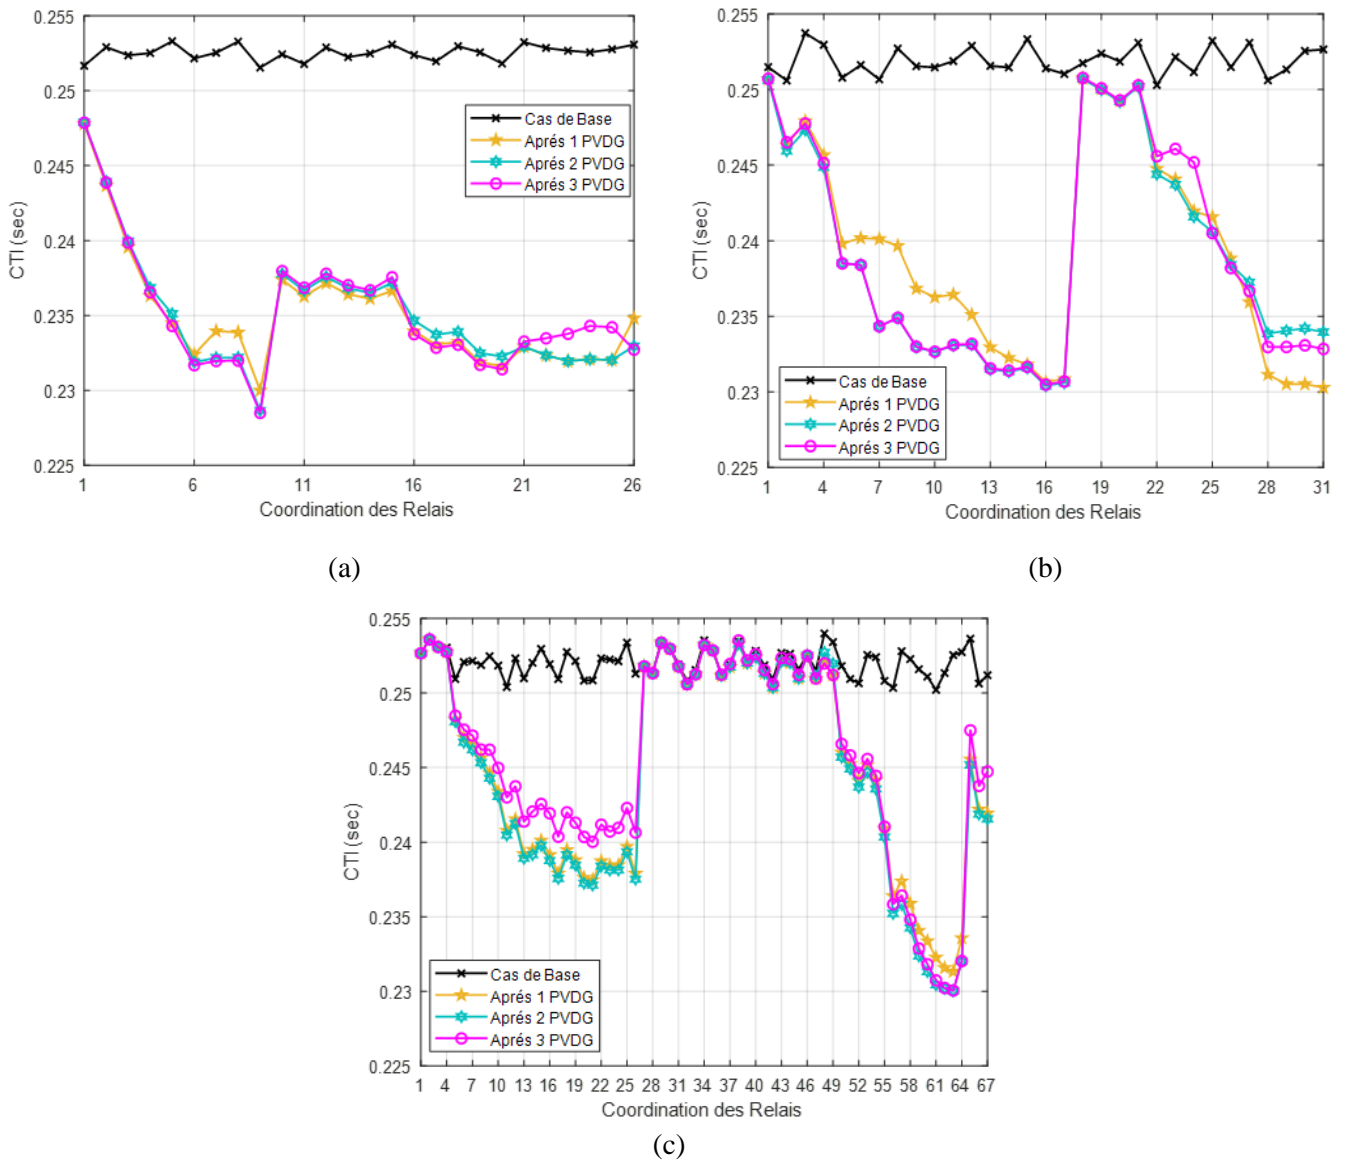 0.255
0.25
0.245
0.24
0.235
0.23
0.225
CTI (sec)
Cas de Base
Aprés 1 PVDG
Aprés 2 PVDG
Aprés 3 PVDG
1 6 11 16 21 26
Coordination des Relais
(a)
0.255
0.25
0.245
0.24
0.235
0.23
0.225
CTI (sec)
Cas de Base
Aprés 1 PVDG
Aprés 2 PVDG
Aprés 3 PVDG
1 4 7 10 13 16 19 22 25 28 31
Coordination des Relais
(b)
0.255
0.25
0.245
0.24
0.235
0.23
0.225
CTI (sec)
Cas de Base
Aprés 1 PVDG
Aprés 2 PVDG
Aprés 3 PVDG
1 4 7 10 13 16 19 22 25 28 31 34 37 40 43 46 49 52 55 58 61 64 67
Coordination des Relais
(c)